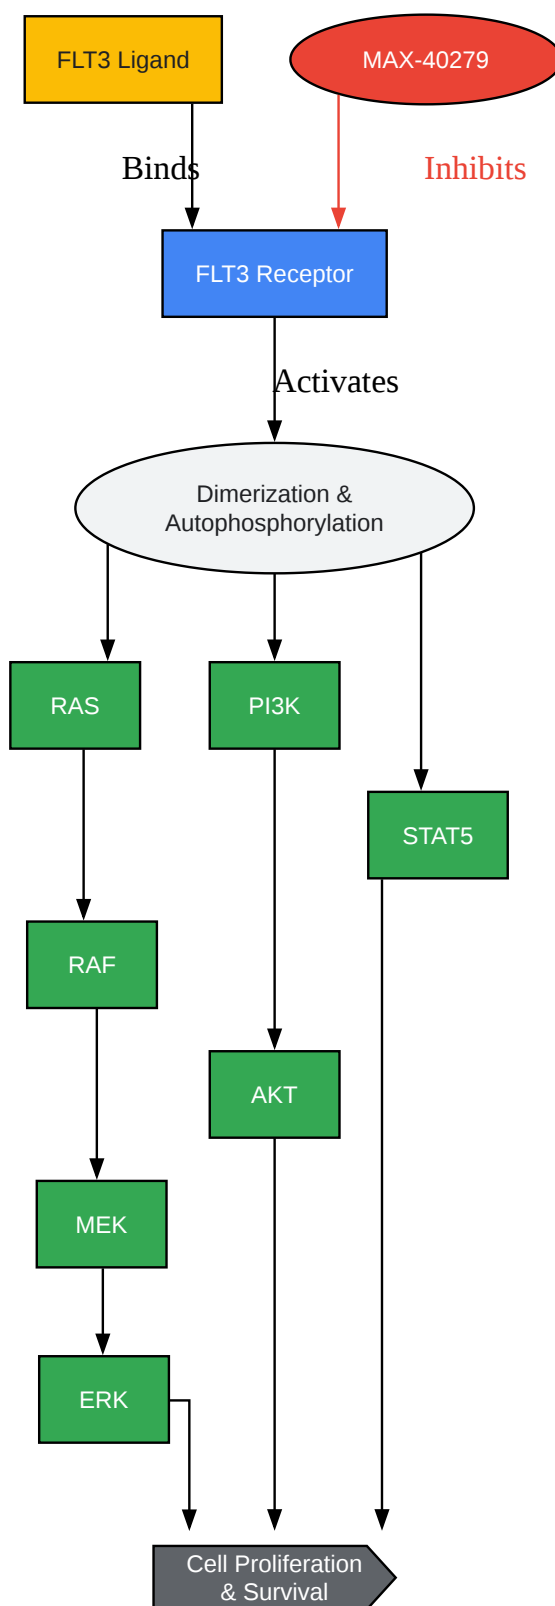 FLT3 Ligand
MAX-40279
Binds
Inhibits
FLT3 Receptor
Activates
Dimerization &
Autophosphorylation
RAS
PI3K
STAT5
RAF
AKT
MEK
ERK
Cell Proliferation
& Survival